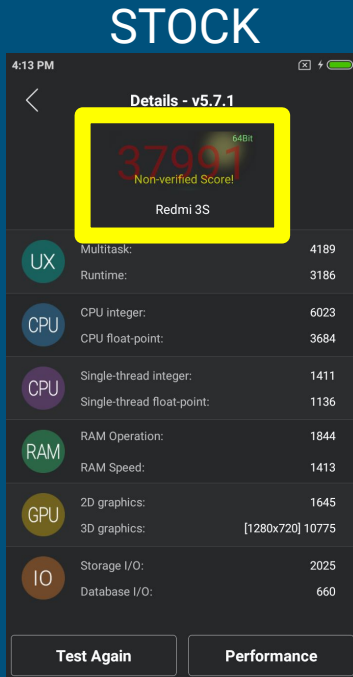 STOCK
4:13 PM
Details - v5.7.1
64Bit
37991
Non-verified Score!
Redmi 3S
UX
Multitask: 4189
Runtime: 3186
CPU
CPU integer: 6023
CPU float-point: 3684
CPU
Single-thread integer: 1411
Single-thread float-point: 1136
RAM
RAM Operation: 1844
RAM Speed: 1413
GPU
2D graphics: 1645
3D graphics: [1280x720] 10775
IO
Storage I/O: 2025
Database I/O: 660
Test Again Performance